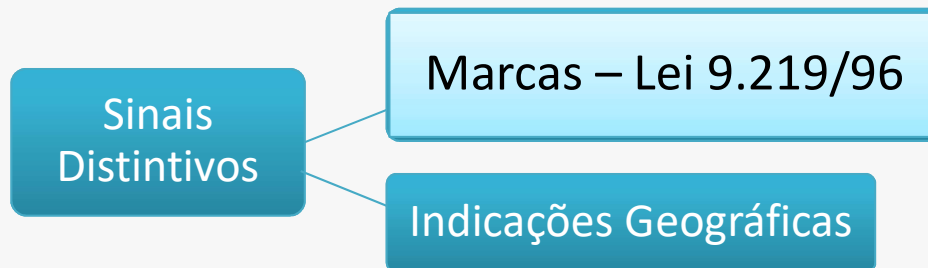 Sinais
Distintivos
Marcas – Lei 9.219/96
Indicações Geográficas